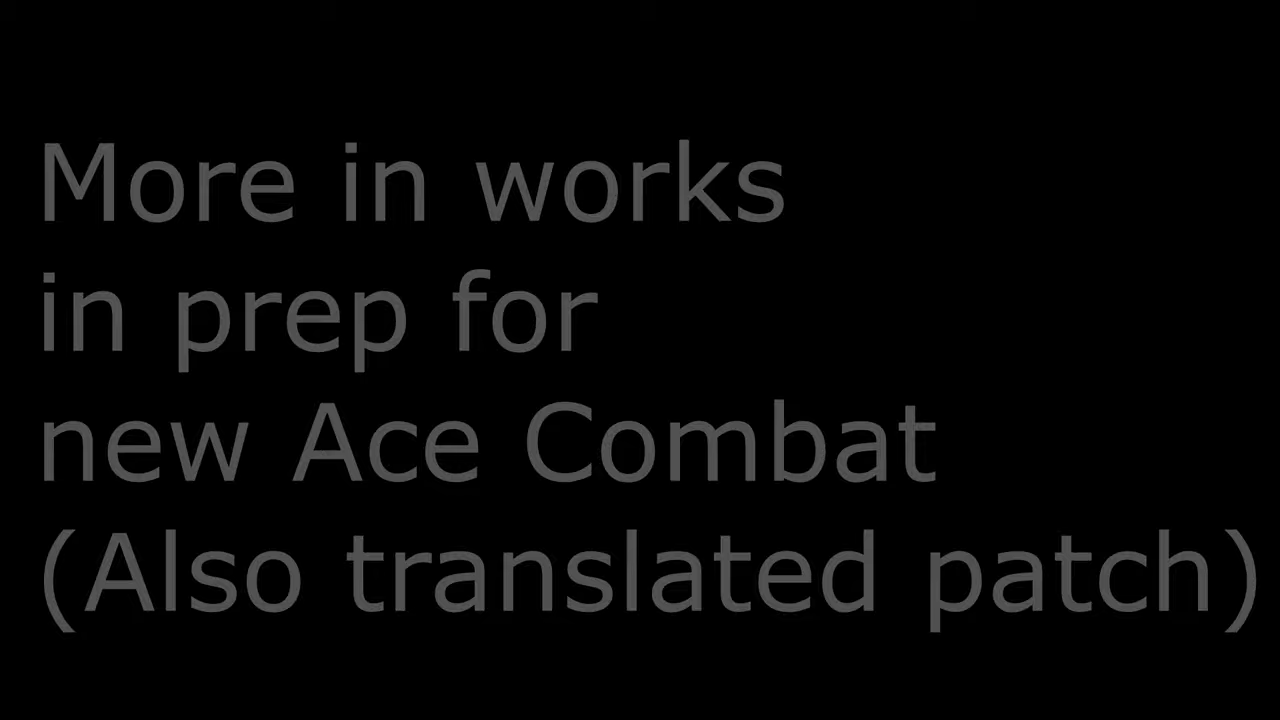 More in works
in prep for
new Ace Combat
(Also translated patch)